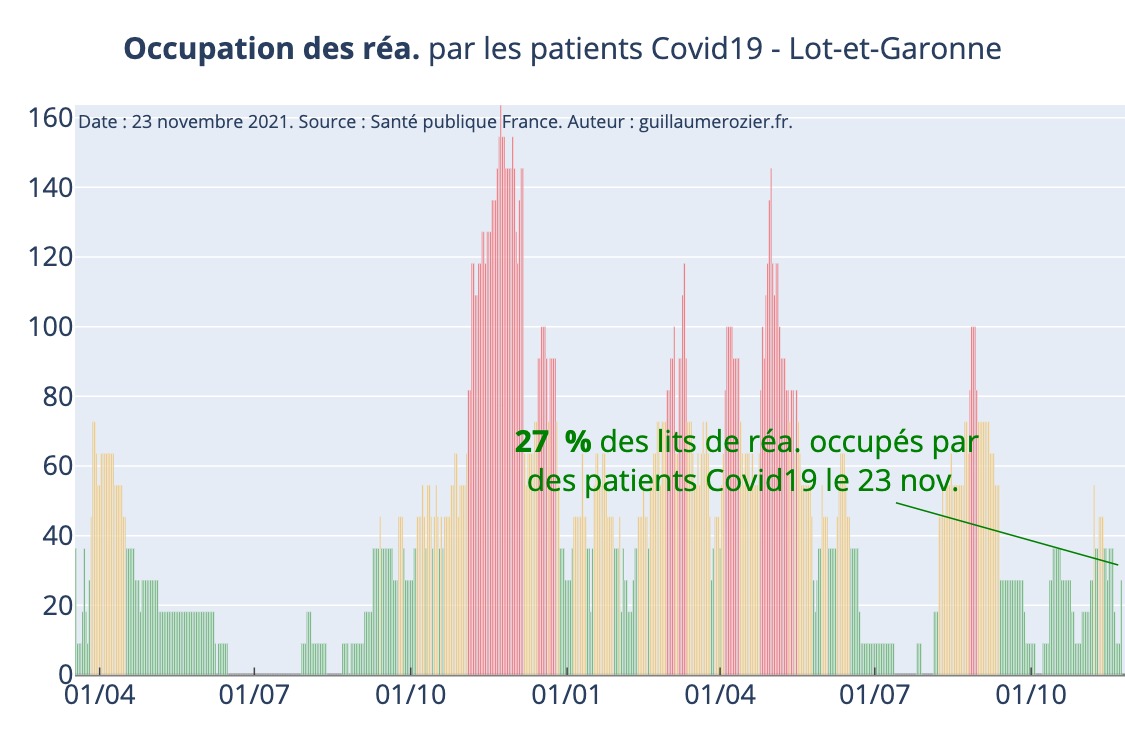 Occupation des réa. par les patients Covid19 - Lot-et-Garonne
160
Date : 23 novembre 2021. Source : Santé publique France. Auteur : guillaumerozier.fr.
140
120
100
80
27 % des lits de réa. occupés par
60
des patients Covid19 le 23 nov.
40
20
0
01/04 01/07 01/10 01/01 01/04 01/07 01/10